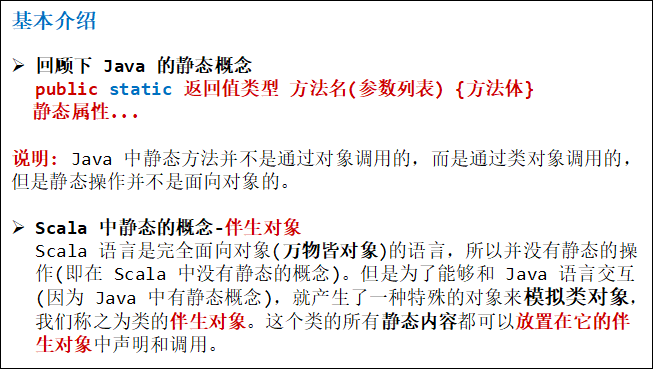 基本介绍
➢ 回顾下 Java 的静态概念
public static 返回值类型 方法名(参数列表) {方法体}
静态属性...
说明: Java 中静态方法并不是通过对象调用的，而是通过类对象调用的，
但是静态操作并不是面向对象的。
➢ Scala 中静态的概念-伴生对象
Scala 语言是完全面向对象(万物皆对象)的语言，所以并没有静态的操
作(即在 Scala 中没有静态的概念)。但是为了能够和 Java 语言交互
(因为 Java 中有静态概念)，就产生了一种特殊的对象来模拟类对象，
我们称之为类的伴生对象。这个类的所有静态内容都可以放置在它的伴
生对象中声明和调用。